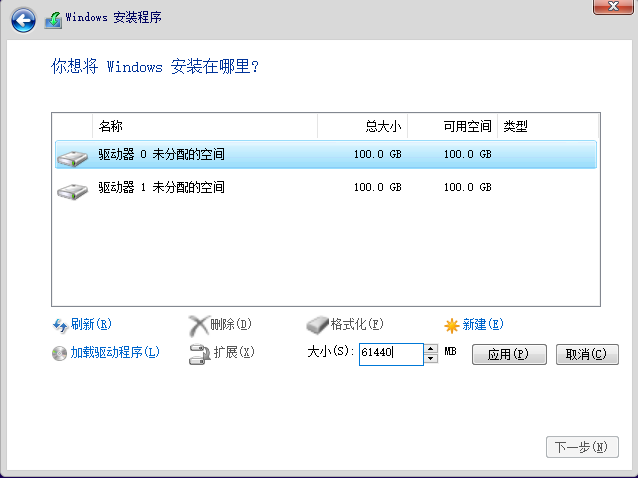 Windows 安装程序
你想将 Windows 安装在哪里?
名称 总大小 可用空间 类型
驱动器 0 未分配的空间 100.0 GB 100.0 GB
驱动器 1 未分配的空间 100.0 GB 100.0 GB
刷新(R) 删除(D) 格式化(F) 新建(E)
加载驱动程序(L) 扩展(X) 大小(S): 61440 MB 应用(P) 取消(C)
下一步(N)